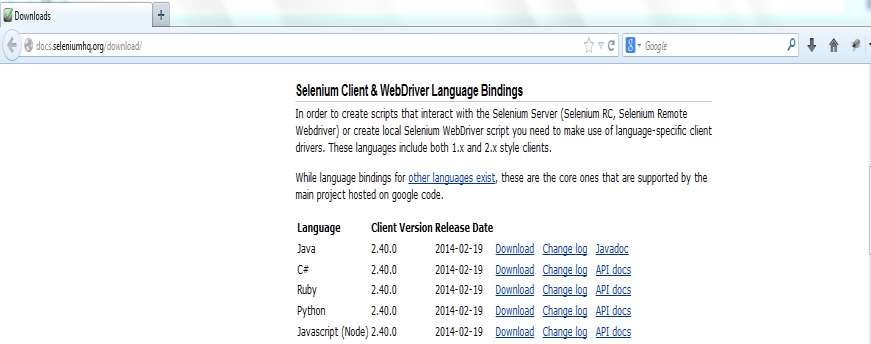 Downloads
docs.seleniumhq.org/download/
Google
Selenium Client & WebDriver Language Bindings
In order to create scripts that interact with the Selenium Server (Selenium RC, Selenium Remote
Webdriver) or create local Selenium WebDriver script you need to make use of language-specific client
drivers. These languages include both 1.x and 2.x style clients.
While language bindings for other languages exist, these are the core ones that are supported by the
main project hosted on google code.
Language Client Version Release Date
Java 2.40.0 2014-02-19 Download Change log Javadoc
C# 2.40.0 2014-02-19 Download Change log API docs
Ruby 2.40.0 2014-02-19 Download Change log API docs
Python 2.40.0 2014-02-19 Download Change log API docs
Javascript (Node) 2.40.0 2014-02-19 Download Change log API docs